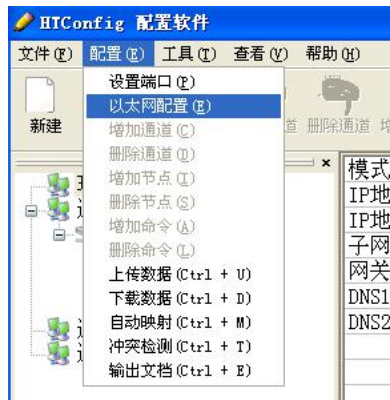 HTConfig 配置软件
文件(F) 配置(E) 工具(T) 查看(V) 帮助(H)
新建
道 删除通道 增
设置端口(P)
以太网配置(E)
增加通道(C)
删除通道(D)
增加节点(I)
删除节点(S)
增加命令(A)
删除命令(L)
上传数据(Ctrl + U)
下载数据(Ctrl + D)
自动映射(Ctrl + M)
冲突检测(Ctrl + T)
输出文档(Ctrl + E)
模式
IP地
IP地
子网
网关
DNS1
DNS2